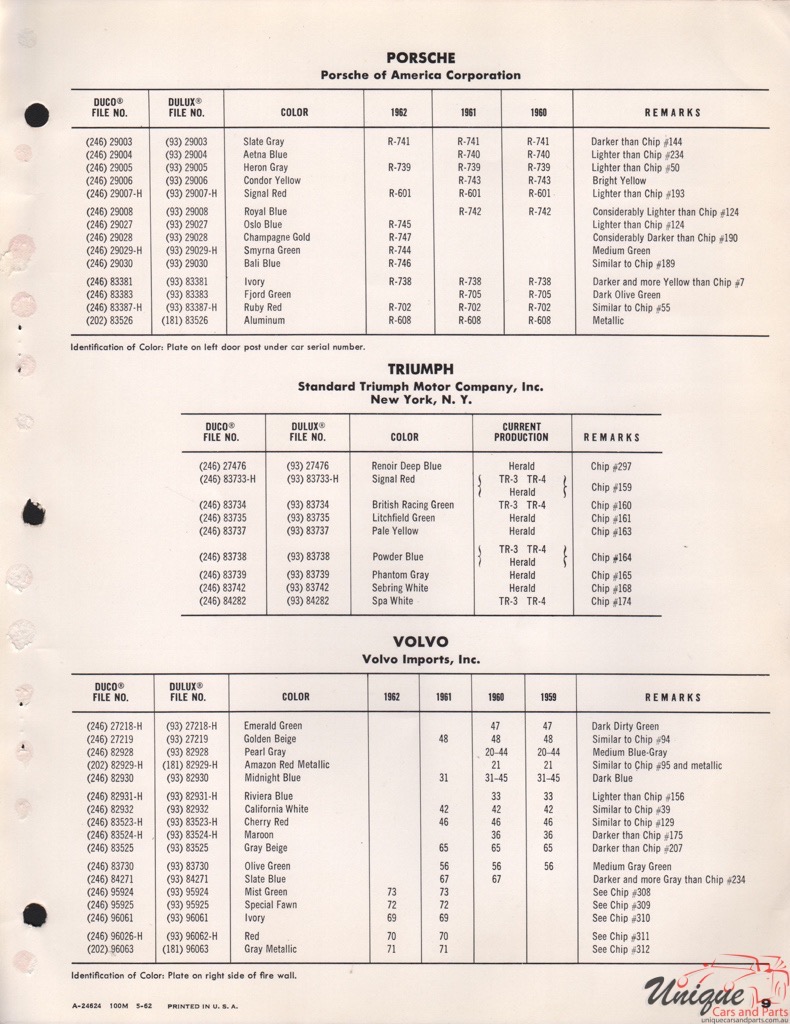 PORSCHE
Porsche of America Corporation
DUCO® FILE NO. DULUX® FILE NO. COLOR 1962 1961 1960 REMARKS
(246) 29003 (93) 29003 Slate Gray R-741 R-741 R-741 Darker than Chip #144
(246) 29004 (93) 29004 Aetna Blue R-740 R-740 Lighter than Chip #234
(246) 29005 (93) 29005 Heron Gray R-739 R-739 R-739 Lighter than Chip #50
(246) 29006 (93) 29006 Condor Yellow R-743 R-743 Bright Yellow
(246) 29007-H (93) 29007-H Signal Red R-601 R-601 R-601 Lighter than Chip #193
(246) 29008 (93) 29008 Royal Blue R-742 R-742 Considerably Lighter than Chip #124
(246) 29027 (93) 29027 Oslo Blue R-745 Lighter than Chip #124
(246) 29028 (93) 29028 Champagne Gold R-747 Considerably Darker than Chip #190
(246) 29029-H (93) 29029-H Smyrna Green R-744 Medium Green
(246) 29030 (93) 29030 Bali Blue R-746 Similar to Chip #189
(246) 83381 (93) 83381 Ivory R-738 R-738 R-738 Darker and more Yellow than Chip #7
(246) 83383 (93) 83383 Fjord Green R-705 R-705 Dark Olive Green
(246) 83387-H (93) 83387-H Ruby Red R-702 R-702 R-702 Similar to Chip #55
(202) 83526 (181) 83526 Aluminum R-608 R-608 R-608 Metallic
Identification of Color: Plate on left door post under car serial number.
TRIUMPH
Standard Triumph Motor Company, Inc.
New York, N. Y.
DUCO® FILE NO. DULUX® FILE NO. COLOR CURRENT PRODUCTION REMARKS
(246) 27476 (93) 27476 Renoir Deep Blue Herald Chip #297
(246) 83733-H (93) 83733-H Signal Red { TR-3 TR-4 Herald } Chip #159
(246) 83734 (93) 83734 British Racing Green TR-3 TR-4 Chip #160
(246) 83735 (93) 83735 Litchfield Green Herald Chip #161
(246) 83737 (93) 83737 Pale Yellow Herald Chip #163
(246) 83738 (93) 83738 Powder Blue { TR-3 TR-4 Herald } Chip #164
(246) 83739 (93) 83739 Phantom Gray Herald Chip #165
(246) 83742 (93) 83742 Sebring White Herald Chip #168
(246) 84282 (93) 84282 Spa White TR-3 TR-4 Chip #174
VOLVO
Volvo Imports, Inc.
DUCO® FILE NO. DULUX® FILE NO. COLOR 1962 1961 1960 1959 REMARKS
(246) 27218-H (93) 27218-H Emerald Green 47 47 Dark Dirty Green
(246) 27219 (93) 27219 Golden Beige 48 48 48 Similar to Chip #94
(246) 82928 (93) 82928 Pearl Gray 20-44 20-44 Medium Blue-Gray
(202) 82929-H (181) 82929-H Amazon Red Metallic 21 21 Similar to Chip #95 and metallic
(246) 82930 (93) 82930 Midnight Blue 31 31-45 31-45 Dark Blue
(246) 82931-H (93) 82931-H Riviera Blue 33 33 Lighter than Chip #156
(246) 82932 (93) 82932 California White 42 42 42 Similar to Chip #39
(246) 83523-H (93) 83523-H Cherry Red 46 46 46 Similar to Chip #129
(246) 83524-H (93) 83524-H Maroon 36 36 Darker than Chip #175
(246) 83525 (93) 83525 Gray Beige 65 65 65 Darker than Chip #207
(246) 83730 (93) 83730 Olive Green 56 56 56 Medium Gray Green
(246) 84271 (93) 84271 Slate Blue 67 67 Darker and more Gray than Chip #234
(246) 95924 (93) 95924 Mist Green 73 73 See Chip #308
(246) 95925 (93) 95925 Special Fawn 72 72 See Chip #309
(246) 96061 (93) 96061 Ivory 69 69 See Chip #310
(246) 96026-H (93) 96062-H Red 70 70 See Chip #311
(202) 96063 (181) 96063 Gray Metallic 71 71 See Chip #312
Identification of Color: Plate on right side of fire wall.
A-24624 100M 5-62 PRINTED IN U. S. A. 9
Unique Cars and Parts
uniquecarsandparts.com.au